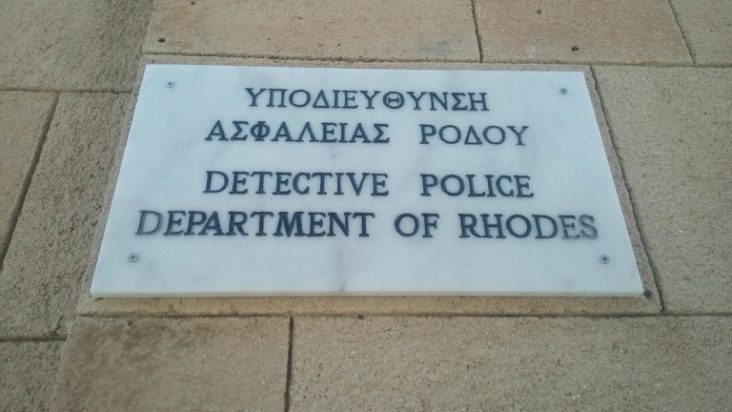 ΥΠΟΔΙΕΥΘΥΝΣΗ
ΑΣΦΑΛΕΙΑΣ ΡΟΔΟΥ
DETECTIVE POLICE
DEPARTMENT OF RHODES